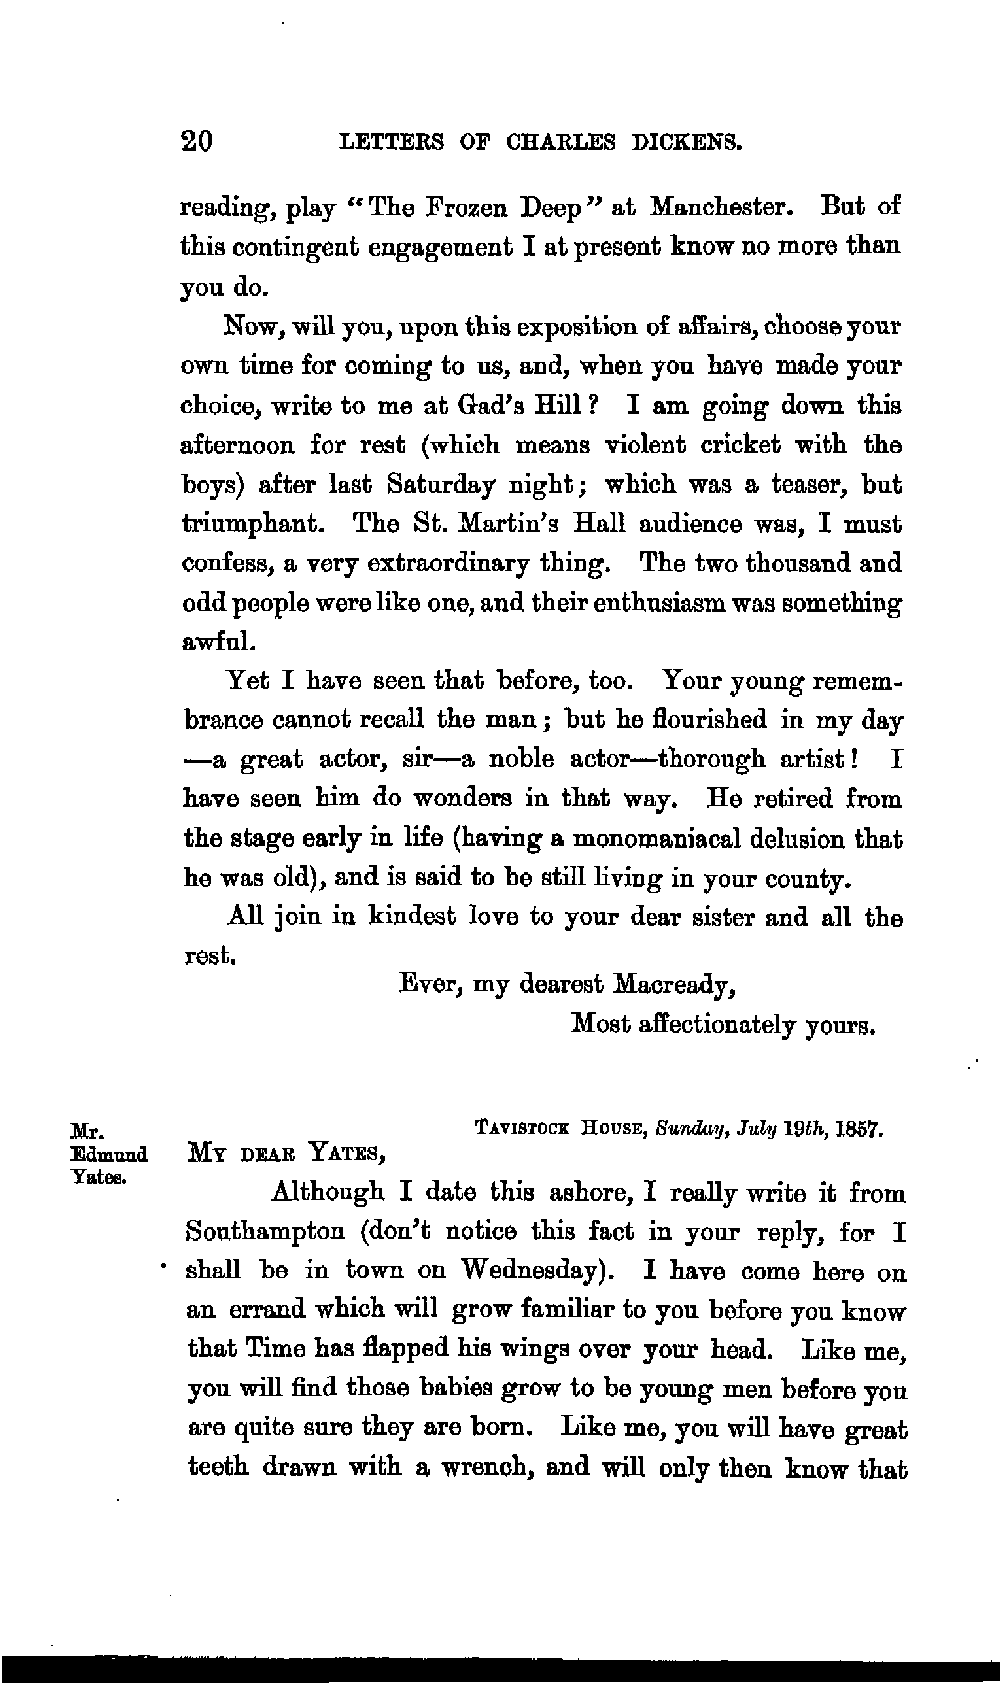 20 LETTERS OF CHARLES DICKENS.
reading, play "The Frozen Deep" at Manchester. But of
this contingent engagement I at present know no more than
you do.
Now, will you, upon this exposition of affairs, choose your
own time for coming to us, and, when you have made your
choice, write to me at Gad's Hill? I am going down this
afternoon for rest (which means violent cricket with the
boys) after last Saturday night; which was a teaser, but
triumphant. The St. Martin's Hall audience was, I must
confess, a very extraordinary thing. The two thousand and
odd people were like one, and their enthusiasm was something
awful.
Yet I have seen that before, too. Your young remem-
brance cannot recall the man; but he flourished in my day
—a great actor, sir—a noble actor—thorough artist! I
have seen him do wonders in that way. He retired from
the stage early in life (having a monomaniacal delusion that
he was old), and is said to be still living in your county.
All join in kindest love to your dear sister and all the
rest.
Ever, my dearest Macready,
Most affectionately yours.
Mr.
Edmund
Yates.
Tavistock House, Sunday, July 19th, 1857.
My dear Yates,
Although I date this ashore, I really write it from
Southampton (don't notice this fact in your reply, for I
shall be in town on Wednesday). I have come here on
an errand which will grow familiar to you before you know
that Time has flapped his wings over your head. Like me,
you will find those babies grow to be young men before you
are quite sure they are born. Like me, you will have great
teeth drawn with a wrench, and will only then know that